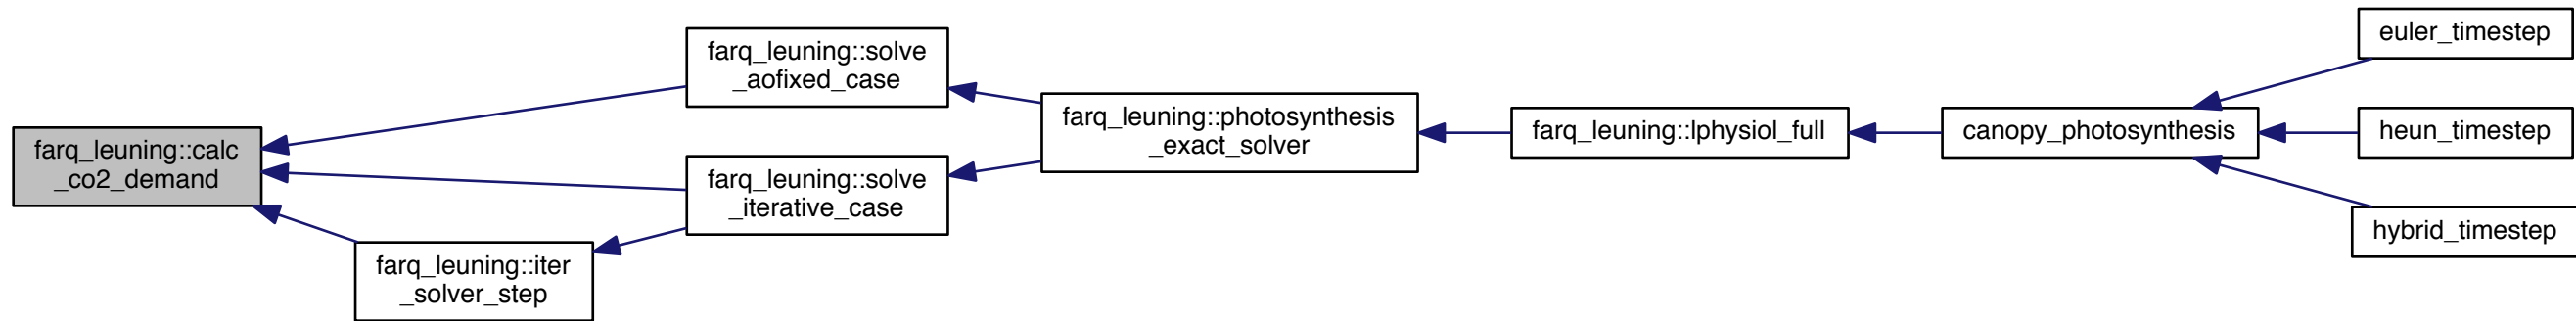 farq_leuning::calc
_co2_demand
farq_leuning::solve
_aofixed_case
farq_leuning::solve
_iterative_case
farq_leuning::iter
_solver_step
farq_leuning::photosynthesis
_exact_solver
farq_leuning::lphysiol_full
canopy_photosynthesis
euler_timestep
heun_timestep
hybrid_timestep